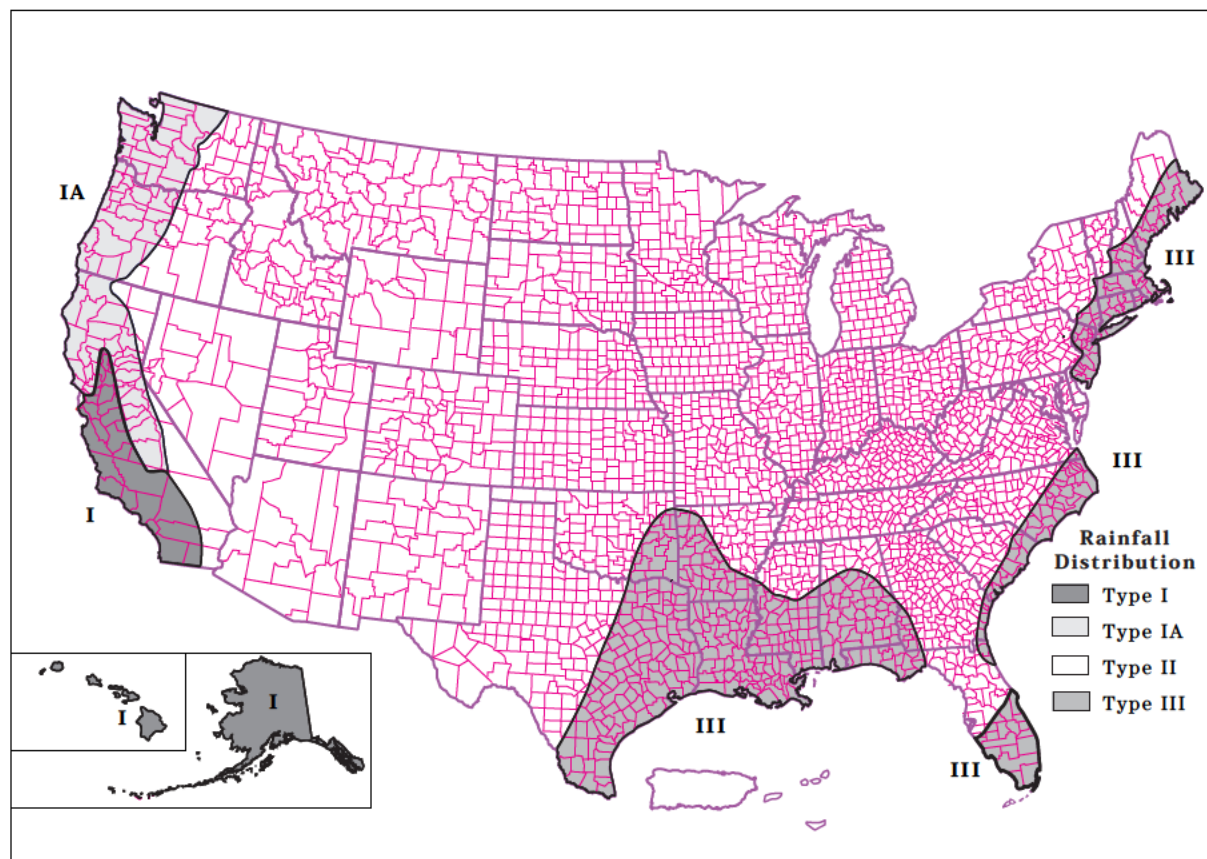 IA
III
III
I
Rainfall
Distribution
Type I
Type IA
Type II
Type III
I
I
III
III